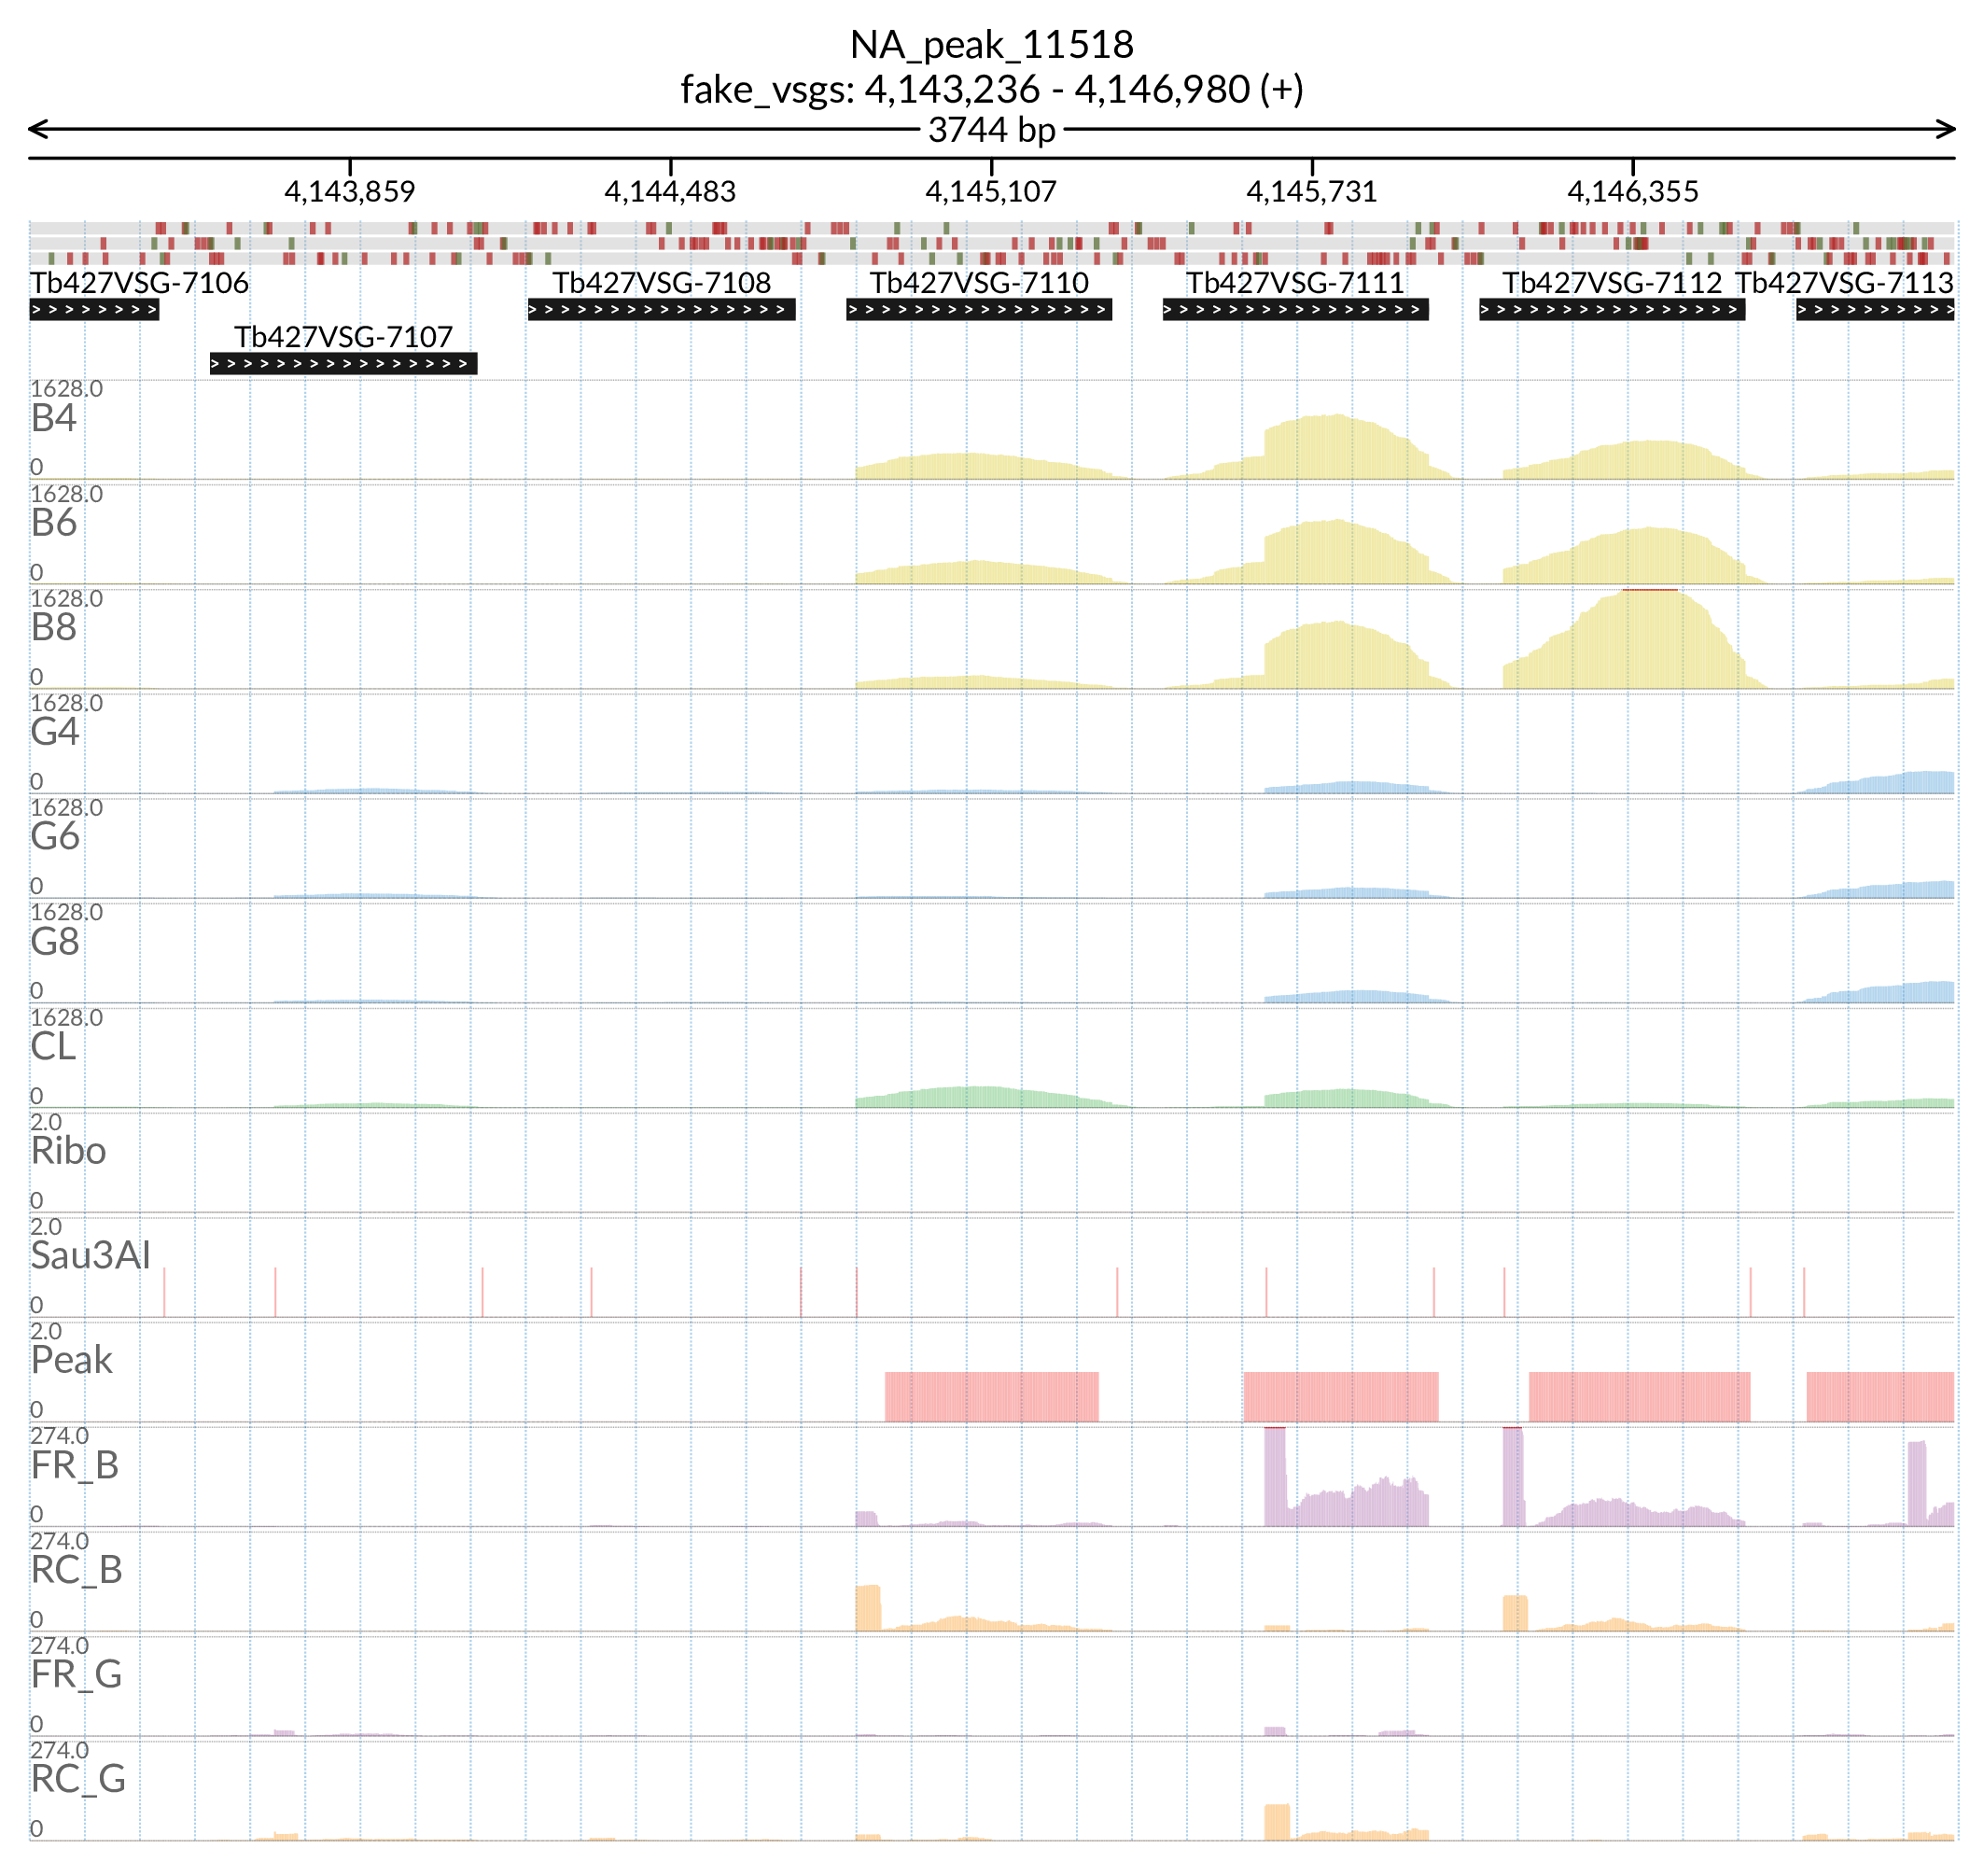 NA_peak_11518
fake_vsgs: 4,143,236 - 4,146,980 (+)
3744 bp
4,143,859 4,144,483 4,145,107 4,145,731 4,146,355
Tb427VSG-7106 Tb427VSG-7108 Tb427VSG-7110 Tb427VSG-7111 Tb427VSG-7112 Tb427VSG-7113
Tb427VSG-7107
1628.0
B4
0
1628.0
B6
0
1628.0
B8
0
1628.0
G4
0
1628.0
G6
0
1628.0
G8
0
1628.0
CL
0
2.0
Ribo
0
2.0
Sau3AI
0
2.0
Peak
0
274.0
FR_B
0
274.0
RC_B
0
274.0
FR_G
0
274.0
RC_G
0